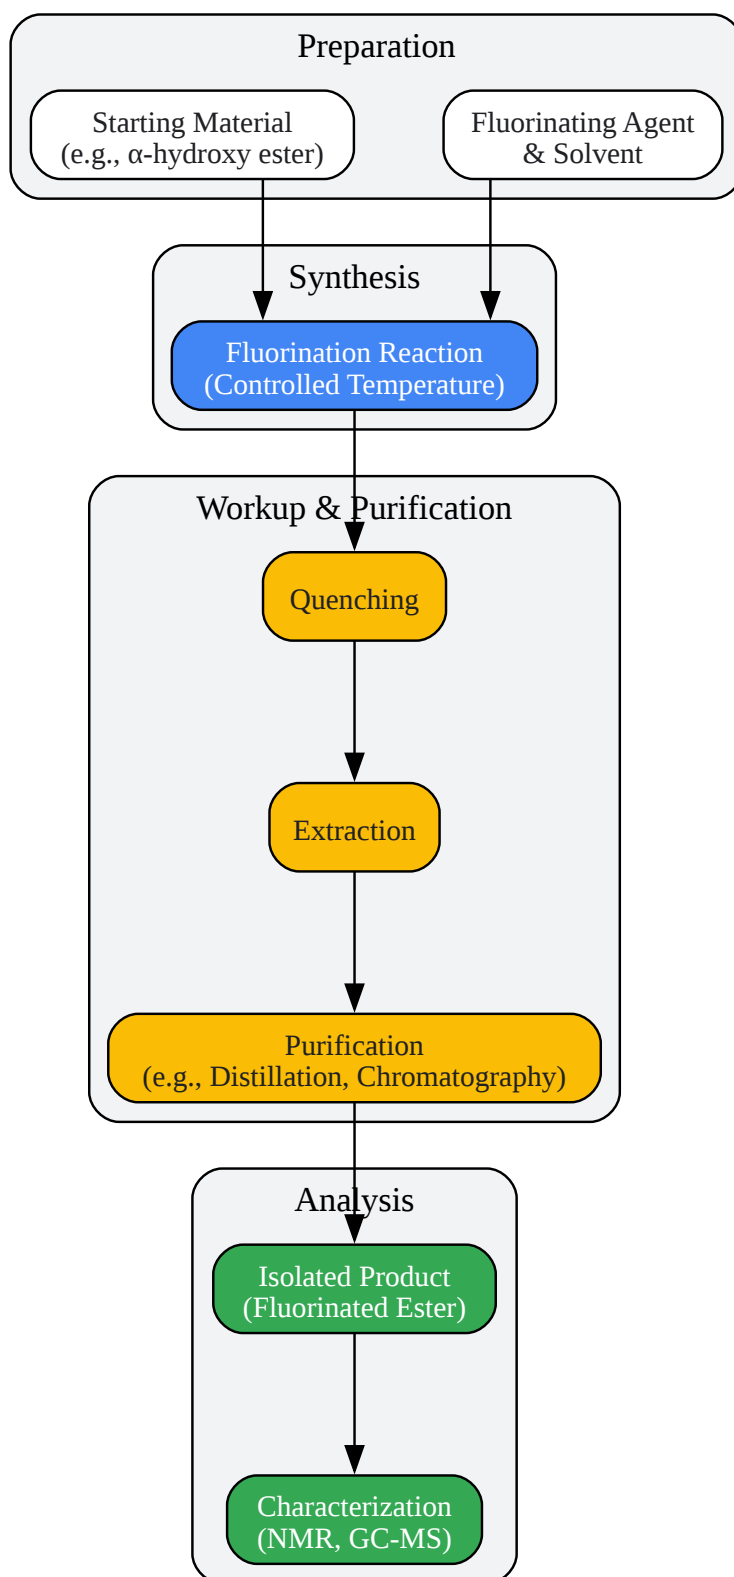 Preparation
Starting Material
(e.g., α-hydroxy ester)
Fluorinating Agent
& Solvent
Synthesis
Fluorination Reaction
(Controlled Temperature)
Workup & Purification
Quenching
Extraction
Purification
(e.g., Distillation, Chromatography)
Analysis
Isolated Product
(Fluorinated Ester)
Characterization
(NMR, GC-MS)